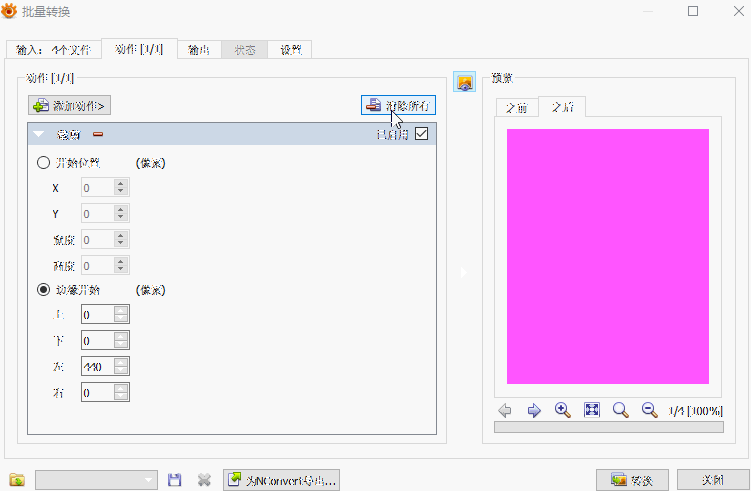 批量转换
输入: 4个文件 动作 [1/1] 输出 状态 设置
动作 [1/1]
添加动作>
清除所有
裁剪
已启用
开始位置 (像素)
X 0
Y 0
宽度 0
高度 0
边缘开始 (像素)
上 0
下 0
左 440
右 0
预览
之前 之后
1/4 [100%]
为NConvert导出...
转换 关闭